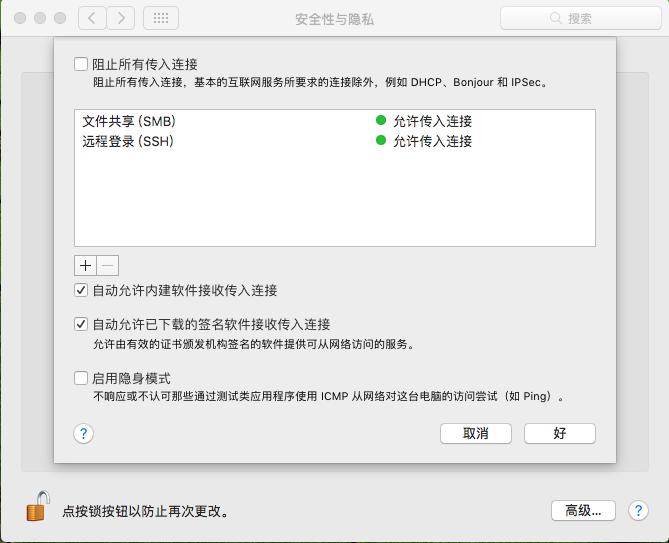 安全性与隐私
搜索
阻止所有传入连接
阻止所有传入连接，基本的互联网服务所要求的连接除外，例如 DHCP、Bonjour 和 IPSec。
文件共享 (SMB) 允许传入连接
远程登录 (SSH) 允许传入连接
自动允许内建软件接收传入连接
自动允许已下载的签名软件接收传入连接
允许由有效的证书颁发机构签名的软件提供可从网络访问的服务。
启用隐身模式
不响应或不认可那些通过测试类应用程序使用 ICMP 从网络对这台电脑的访问尝试（如 Ping）。
? 取消 好
点按锁按钮以防止再次更改。 高级... ?